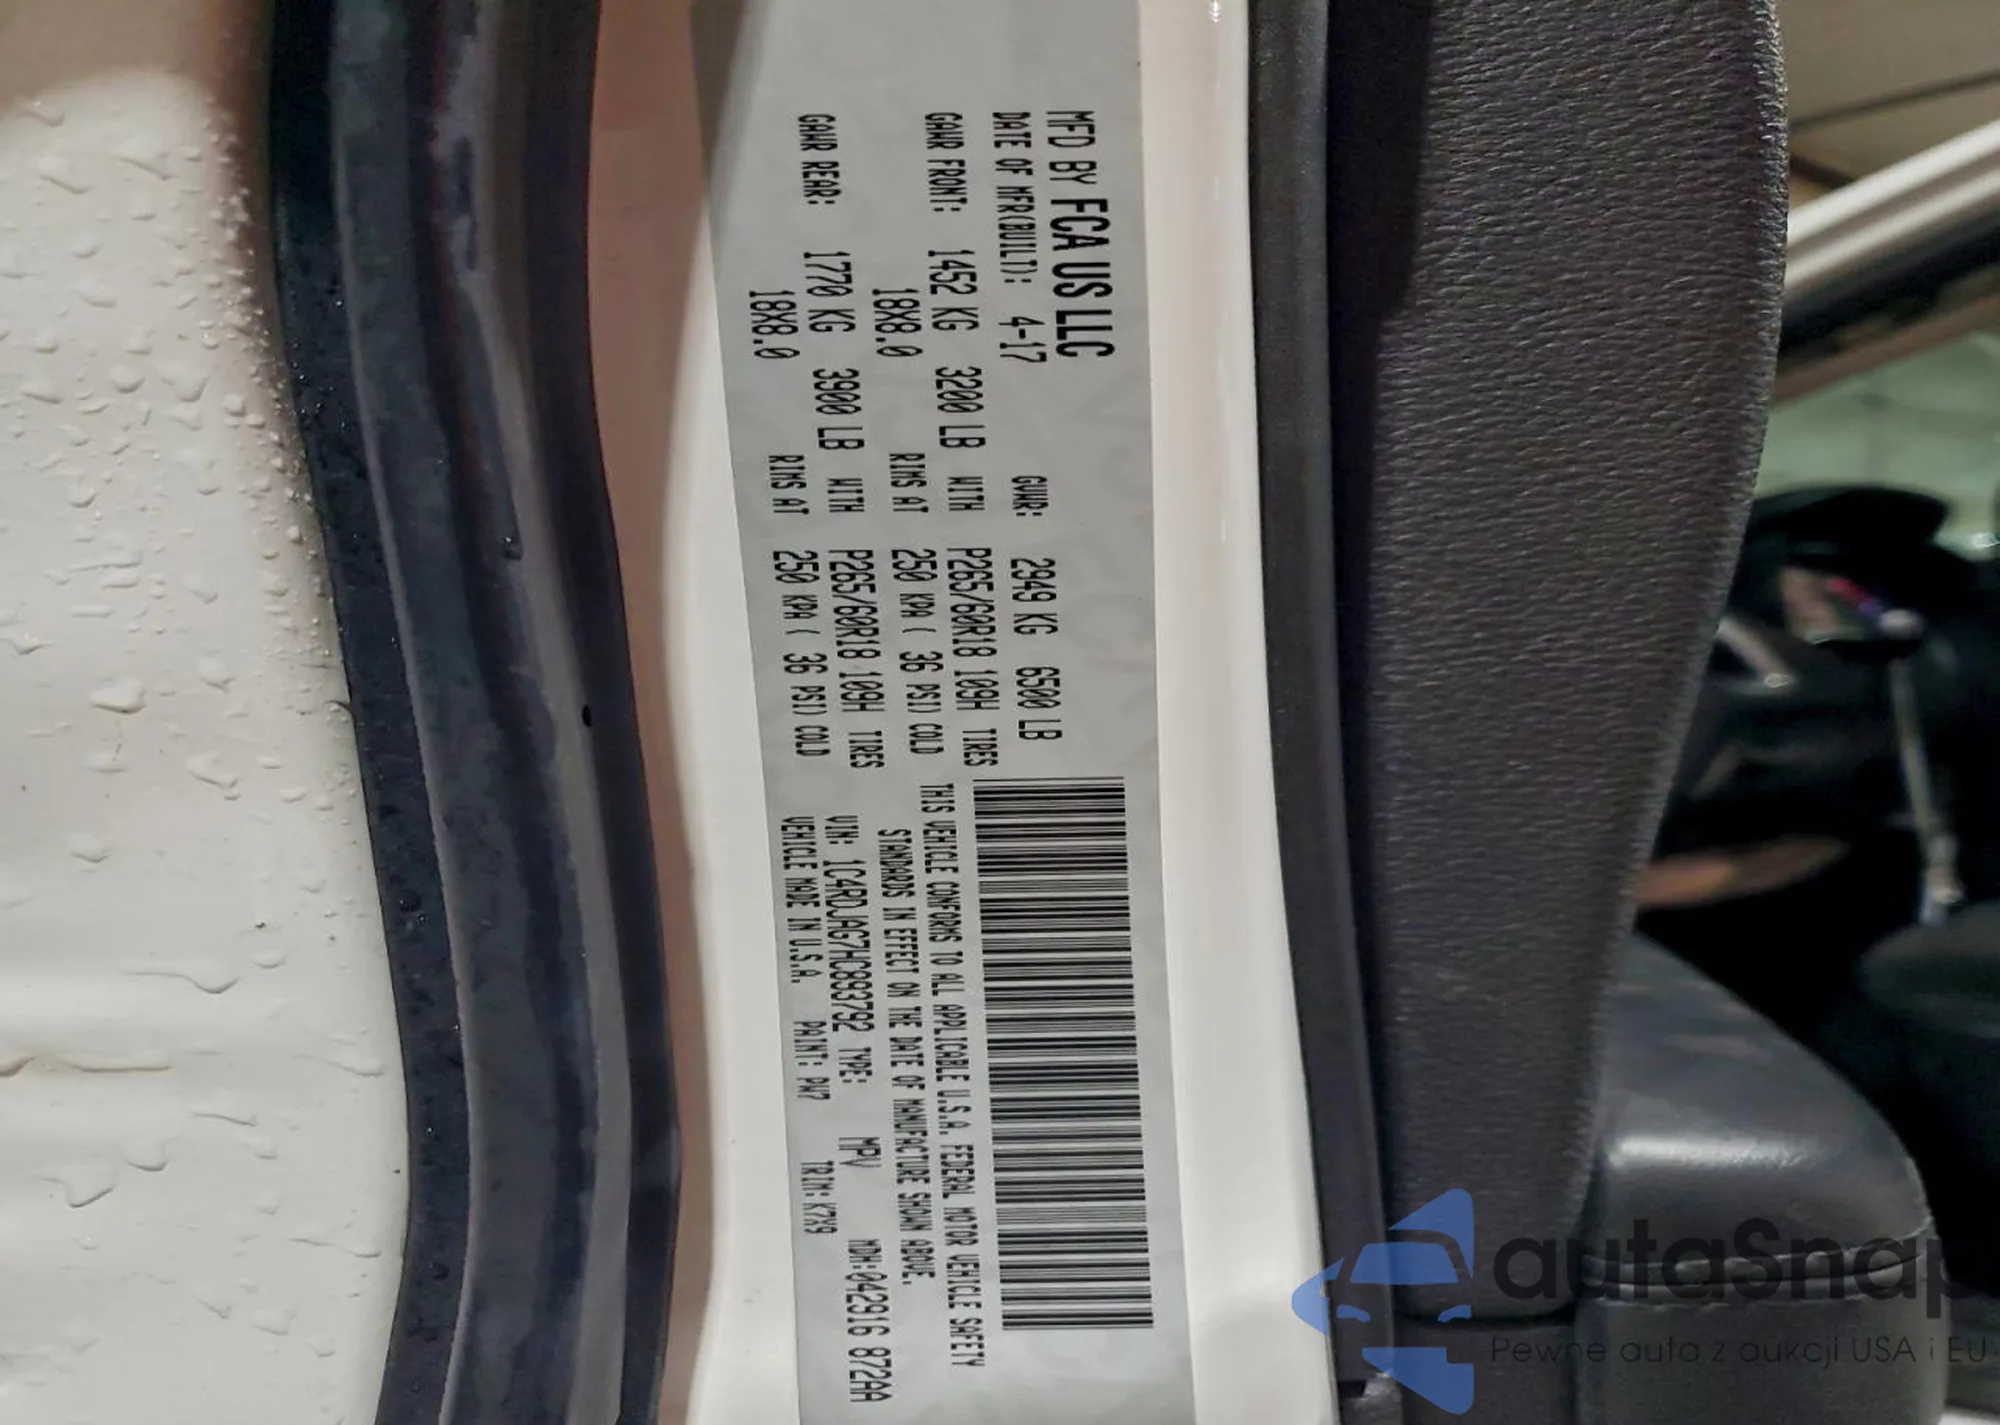 MFD BY FCA US LLC
DATE OF MFR(BUILT): 4-17 GVWR: 2949 KG 6500 LB
GAWR FRONT: 1452 KG 3200 LB WITH P265/60R18 109H TIRES
18X8.0 RIMS AT 250 KPA ( 36 PSI) COLD
GAWR REAR: 1770 KG 3900 LB WITH P265/60R18 109H TIRES
18X8.0 RIMS AT 250 KPA ( 36 PSI) COLD
THIS VEHICLE CONFORMS TO ALL APPLICABLE U.S.A. FEDERAL MOTOR VEHICLE SAFETY
STANDARDS IN EFFECT ON THE DATE OF MANUFACTURE SHOWN ABOVE.
VIN: 1C4RDJAG7HC893792 TYPE: MPV MDH:042916 872AA
VEHICLE MADE IN U.S.A. PAINT: PW7 TRIM:K7X9
autaSnap
Pewne auta z aukcji USA i EU